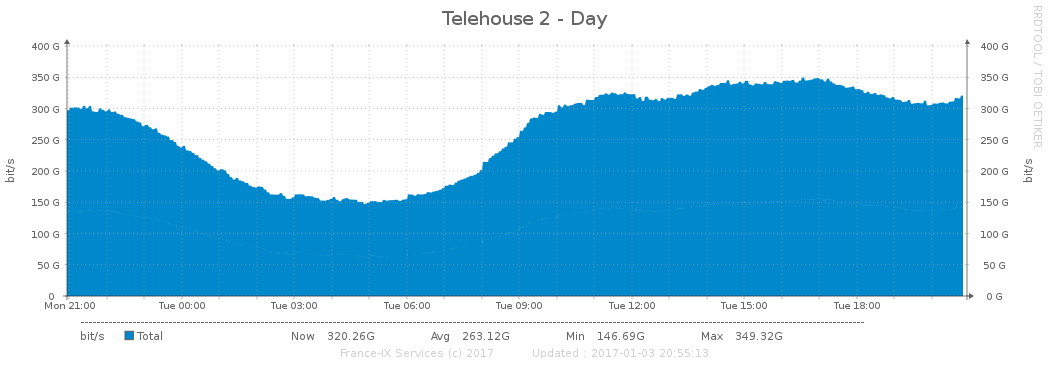 Telehouse 2 - Day
RRDTOOL / TOBI OETIKER
400 G 400 G
350 G 350 G
300 G 300 G
250 G 250 G
200 G 200 G
150 G 150 G
100 G 100 G
50 G 50 G
0 0 G
bit/s bit/s
Mon 21:00 Tue 00:00 Tue 03:00 Tue 06:00 Tue 09:00 Tue 12:00 Tue 15:00 Tue 18:00
bit/s Total Now 320.26G Avg 263.12G Min 146.69G Max 349.32G
France-IX Services (c) 2017 Updated : 2017-01-03 20:55:13